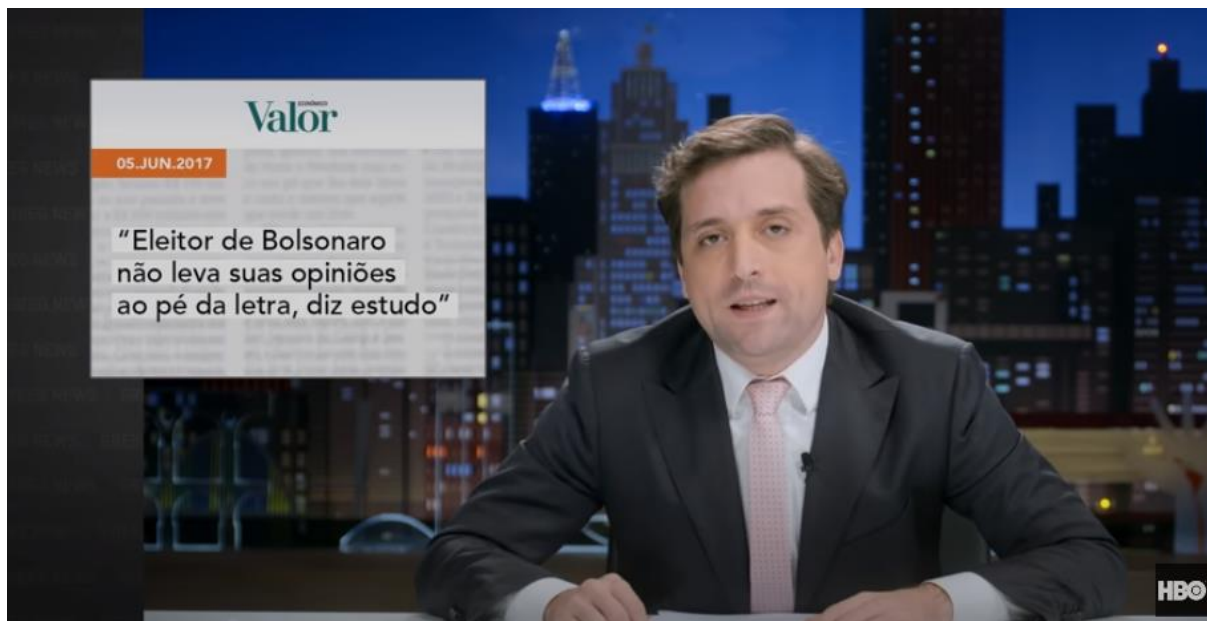 ECONÔMICO
Valor
05.JUN.2017
“Eleitor de Bolsonaro
não leva suas opiniões
ao pé da letra, diz estudo”
HBO